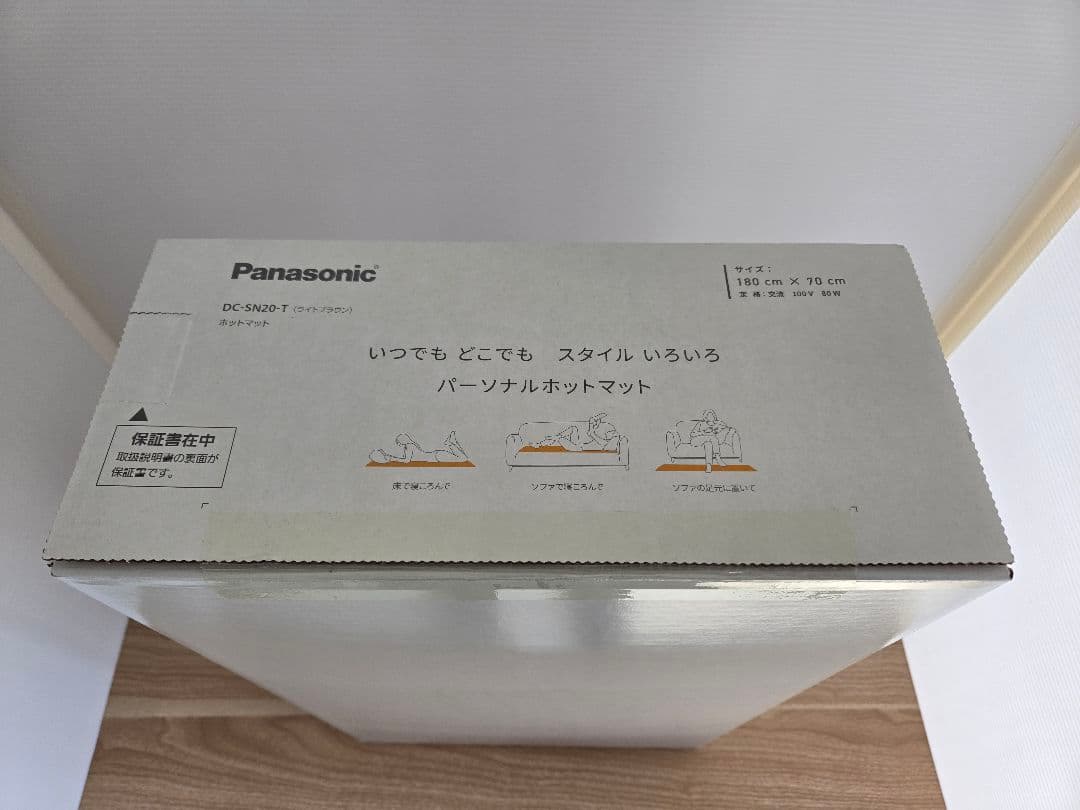 Panasonic
DC-SN20-T (ライトブラウン)
ホットマット
サイズ：
180 cm × 70 cm
定 格：交流 100V 80W
いつでも どこでも スタイル いろいろ
パーソナルホットマット
保証書在中
取扱説明書の裏面が
保証書です。
床で寝ころんで
ソファで寝ころんで
ソファの足元に置いて